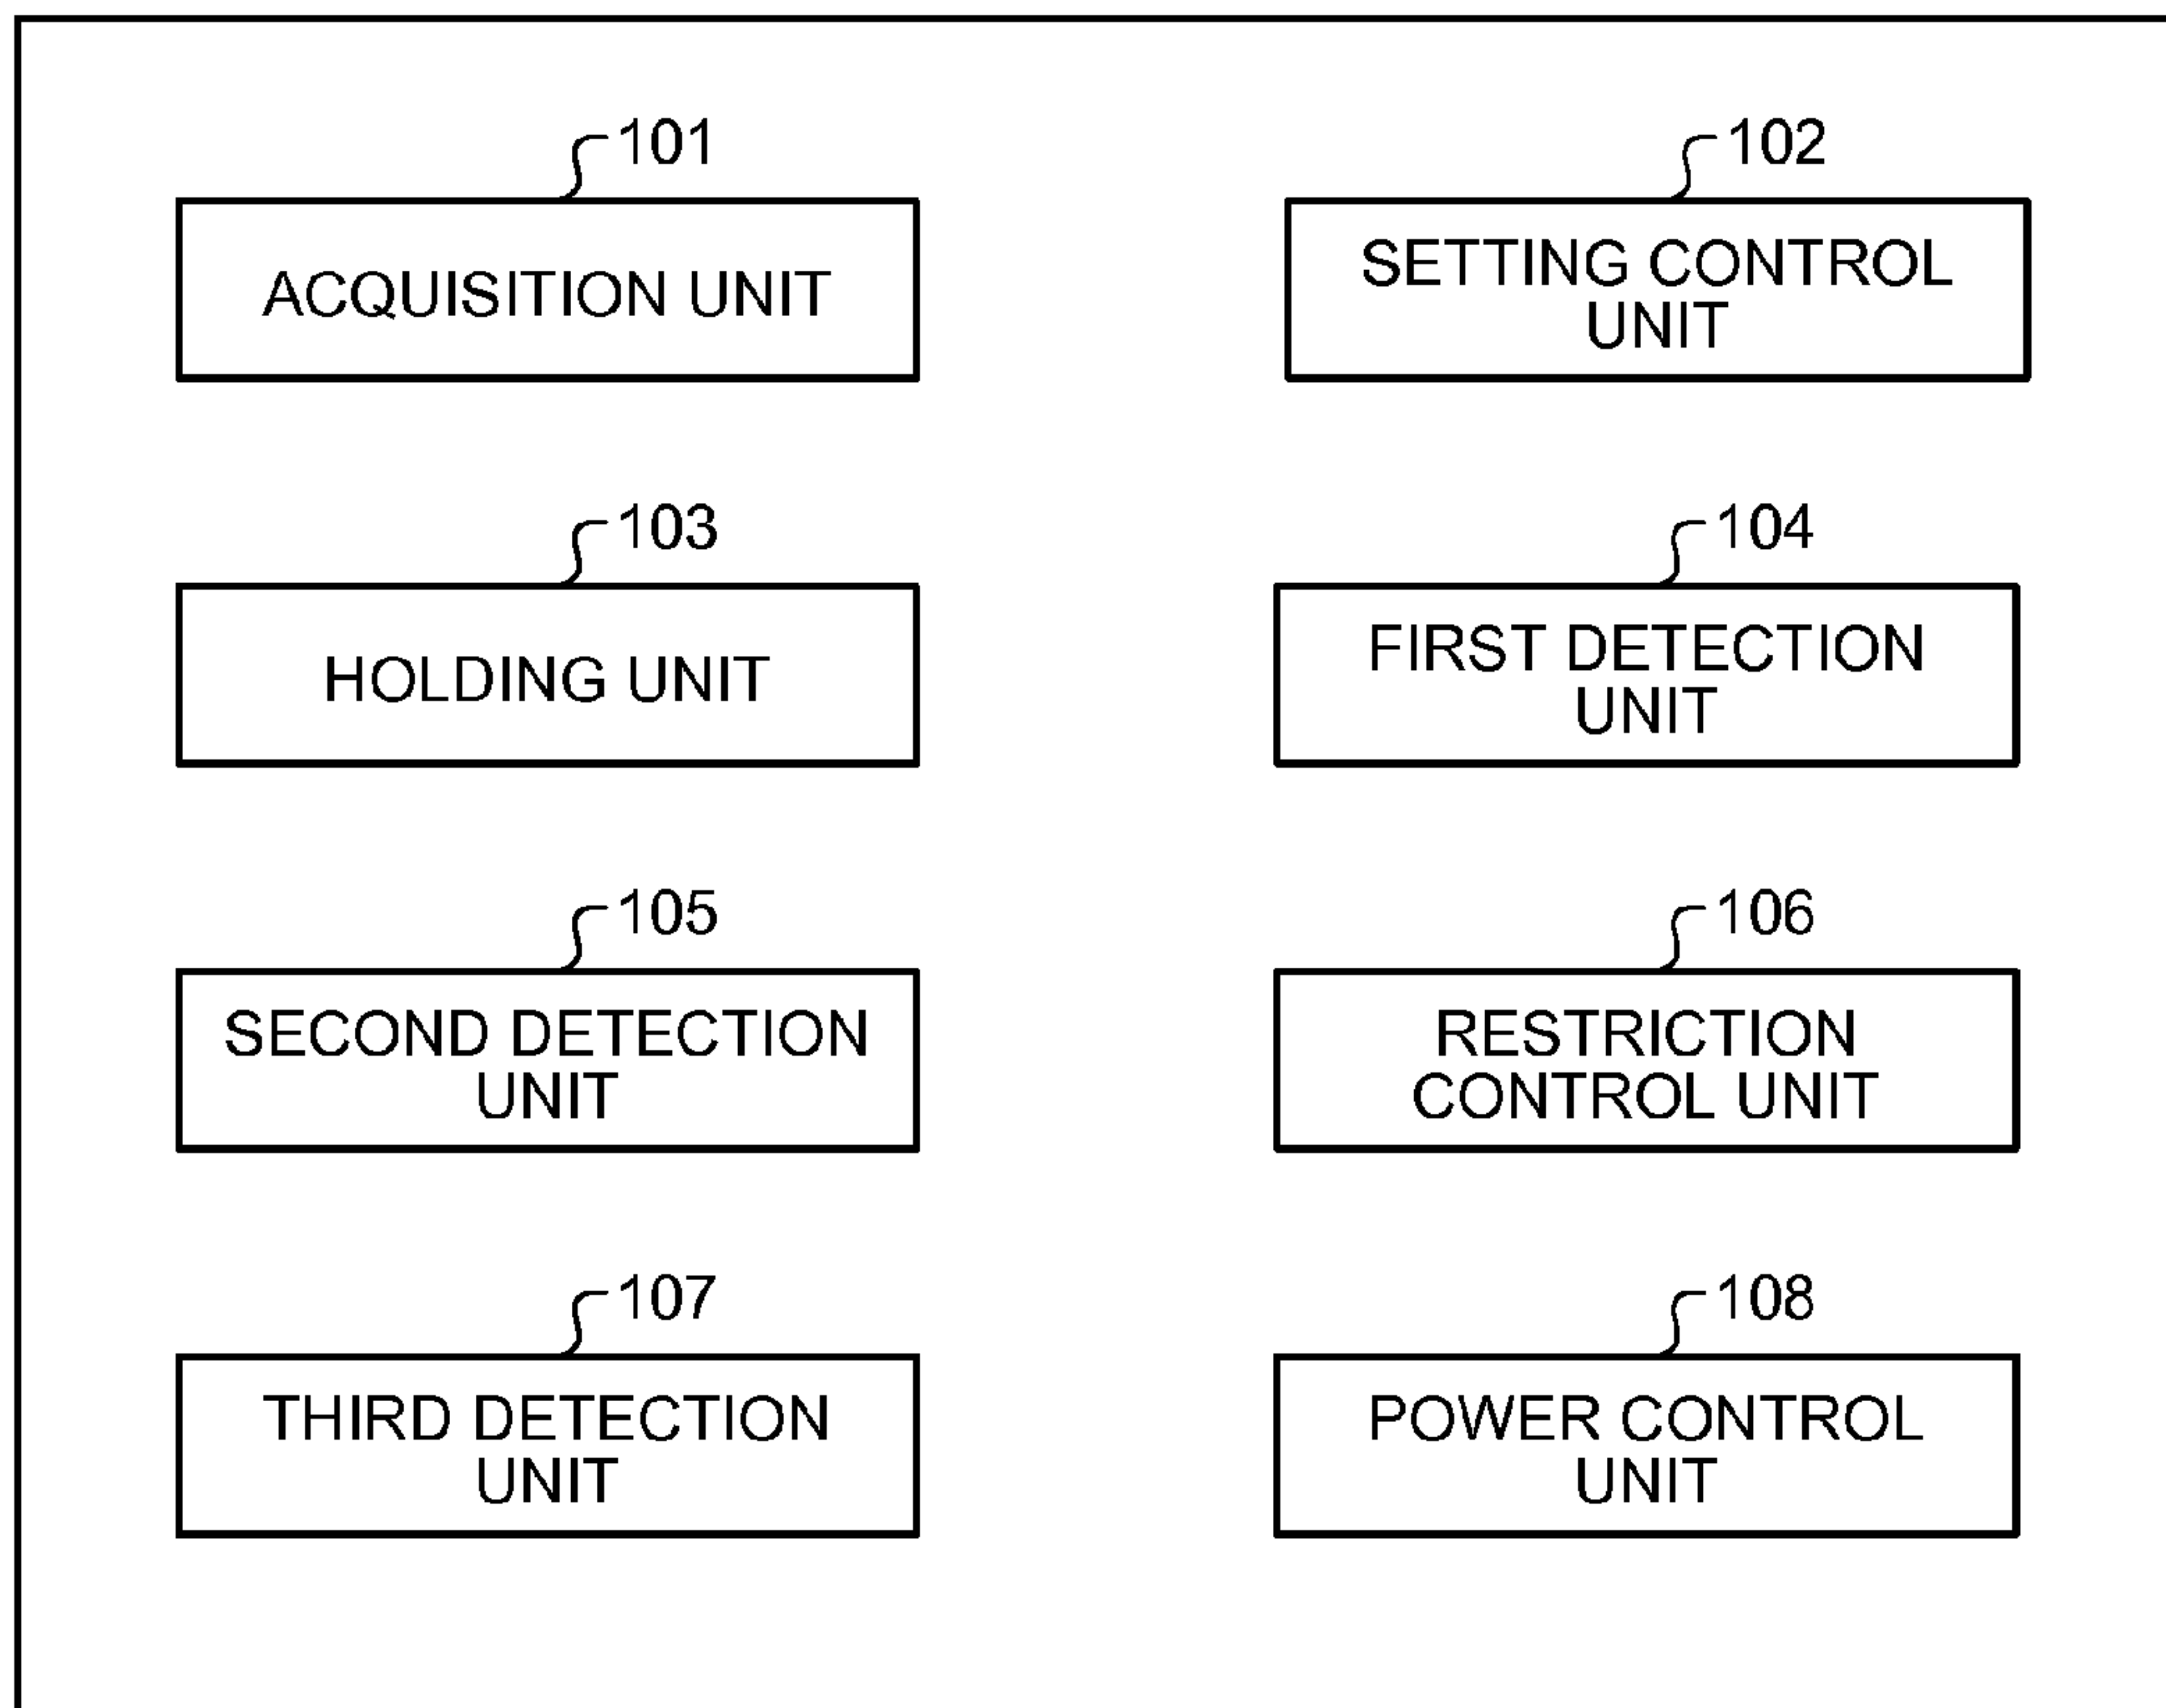 101
ACQUISITION UNIT
102
SETTING CONTROL
UNIT
103
HOLDING UNIT
104
FIRST DETECTION
UNIT
105
SECOND DETECTION
UNIT
106
RESTRICTION
CONTROL UNIT
107
THIRD DETECTION
UNIT
108
POWER CONTROL
UNIT